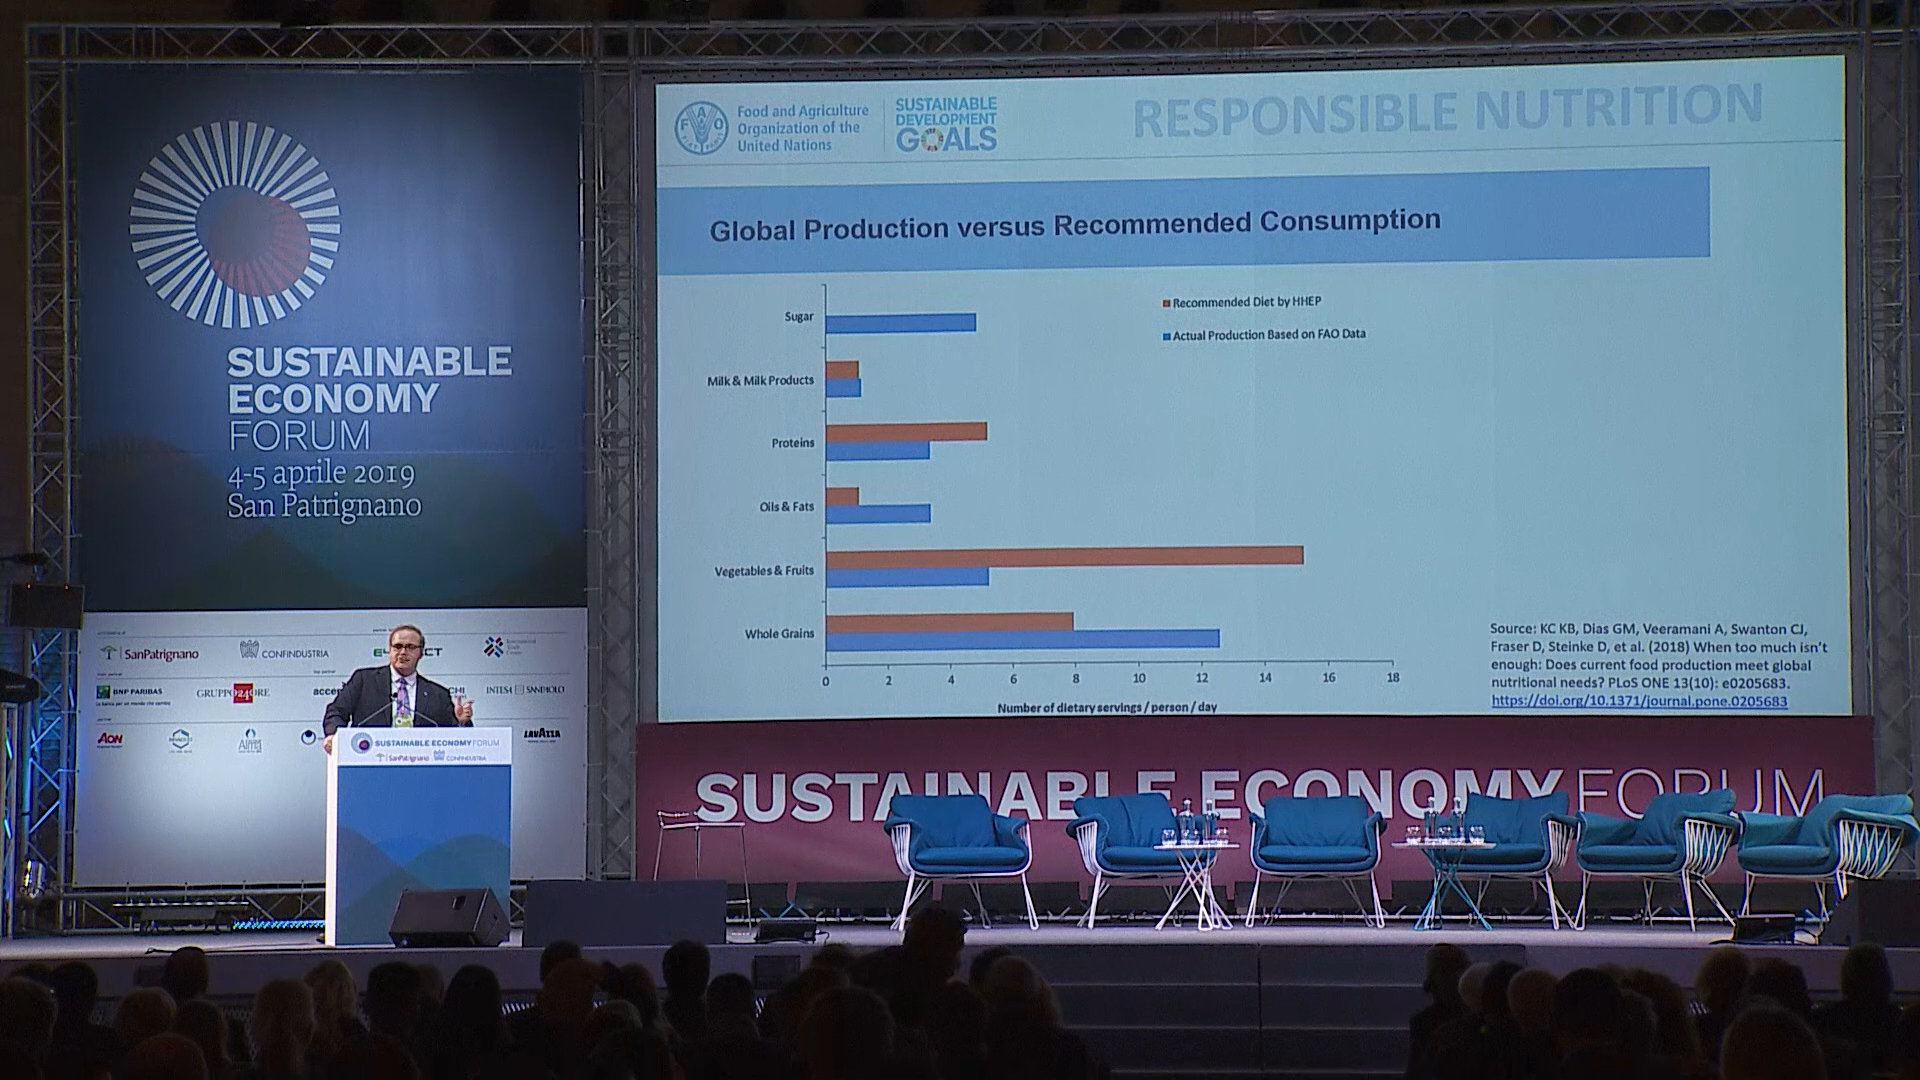 SUSTAINABLE
ECONOMY
FORUM
4-5 aprile 2019
San Patrignano
SanPatrignano
CONFINDUSTRIA
BNP PARIBAS
GRUPPO24ORE
INTESA SANPAOLO
AON
LAVAZZA
SUSTAINABLE ECONOMY FORUM
SanPatrignano CONFINDUSTRIA
FAO
Food and Agriculture
Organization of the
United Nations
SUSTAINABLE
DEVELOPMENT
GOALS
RESPONSIBLE NUTRITION
Global Production versus Recommended Consumption
Recommended Diet by HHEP
Actual Production Based on FAO Data
Sugar
Milk & Milk Products
Proteins
Oils & Fats
Vegetables & Fruits
Whole Grains
0 2 4 6 8 10 12 14 16 18
Number of dietary servings / person / day
Source: KC KB, Dias GM, Veeramani A, Swanton CJ,
Fraser D, Steinke D, et al. (2018) When too much isn't
enough: Does current food production meet global
nutritional needs? PLoS ONE 13(10): e0205683.
https://doi.org/10.1371/journal.pone.0205683
SUSTAINABLE ECONOMY FORUM